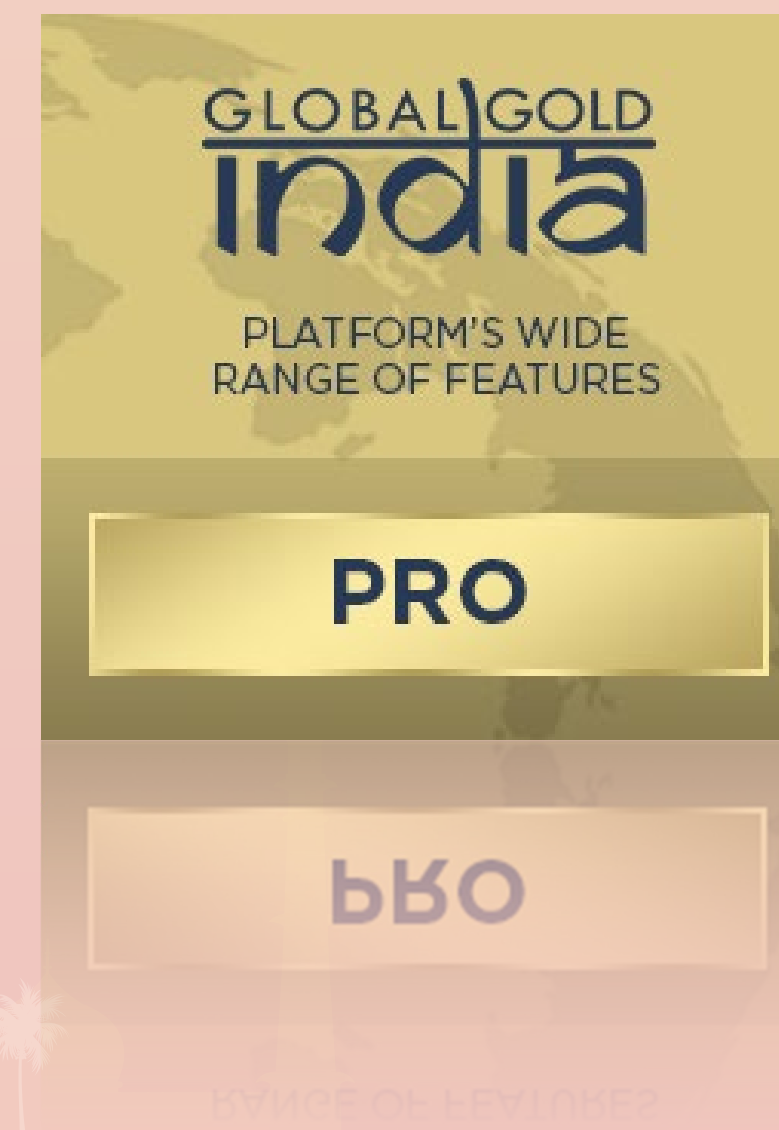 GLOBAL GOLD
india
PLATFORM'S WIDE
RANGE OF FEATURES
PRO
PRO
RANGE OF FEATURES